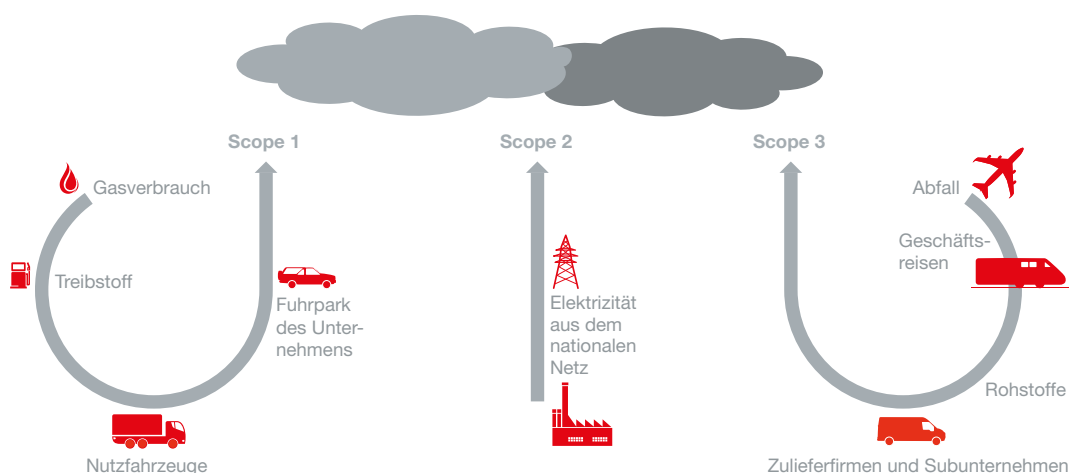 Scope 1
Scope 2
Scope 3
Gasverbrauch
Abfall
Treibstoff
Geschäfts-
reisen
Fuhrpark
des Unter-
nehmens
Elektrizität
aus dem
nationalen
Netz
Rohstoffe
Nutzfahrzeuge
Zulieferfirmen und Subunternehmen